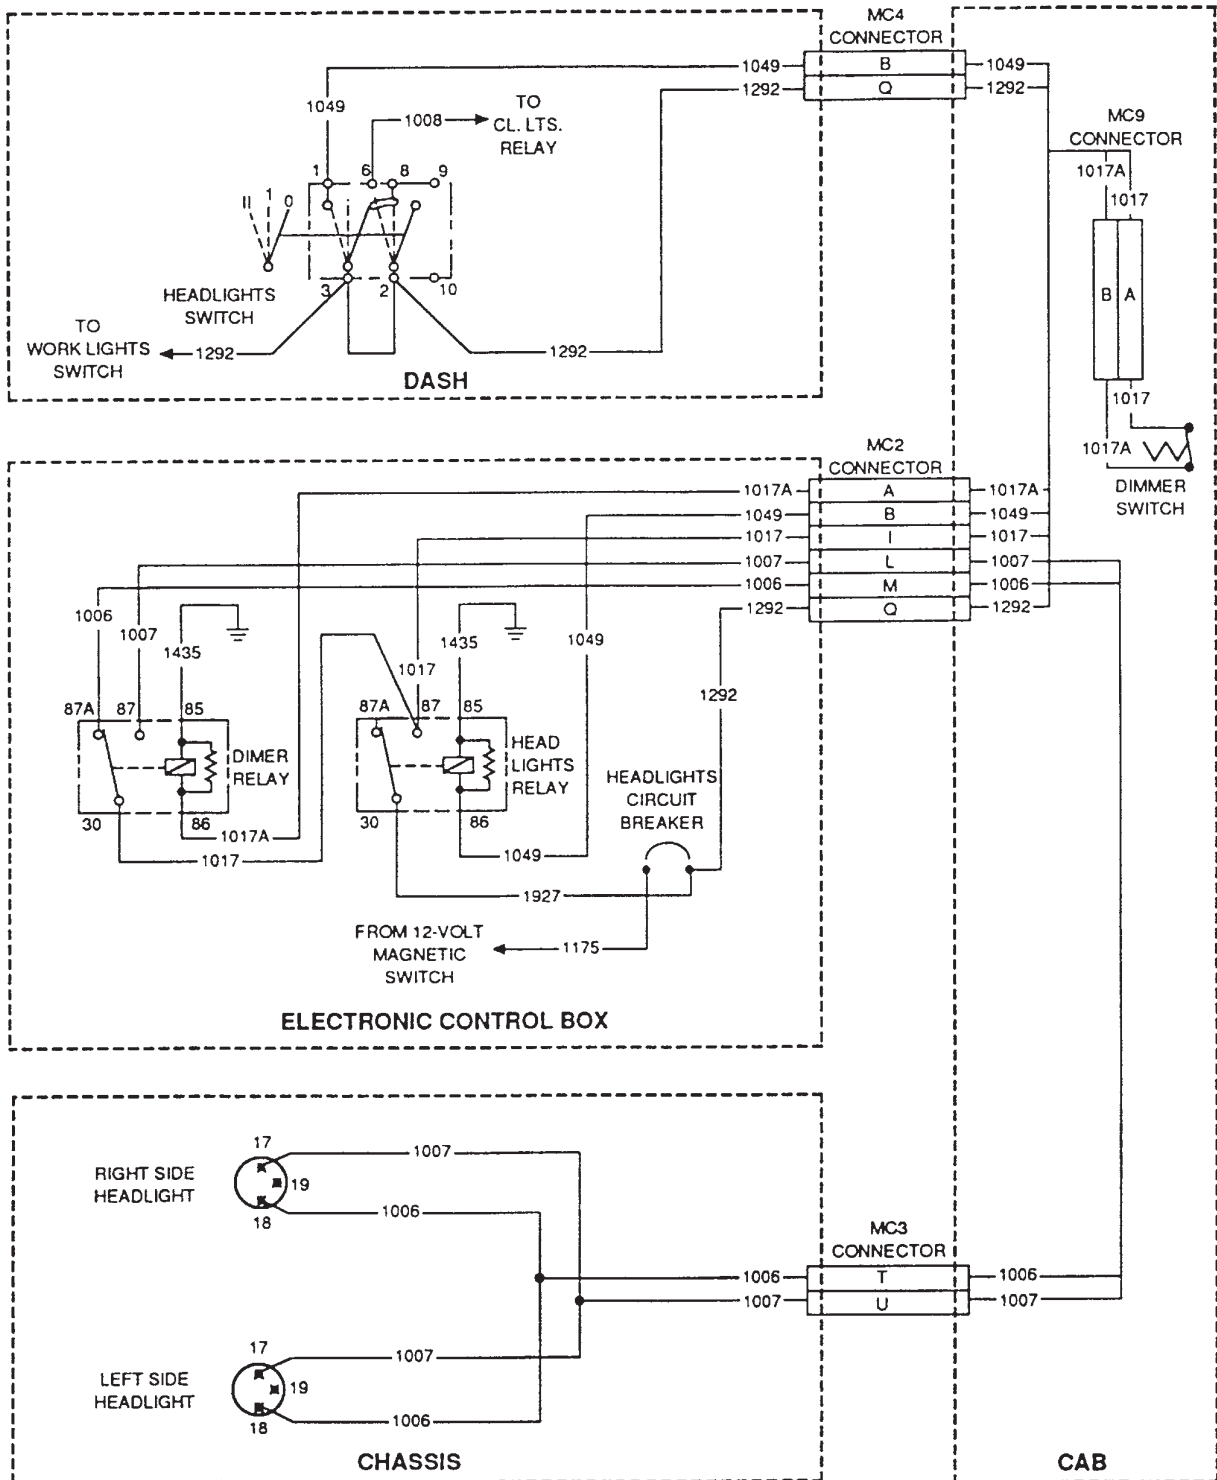 MC4
CONNECTOR
1049
B
1049
1292
Q
1292
1049
1008
TO
CL. LTS.
RELAY
MC9
CONNECTOR
1017A
1017
1
6
8
9
II
1
0
B
A
3
2
10
HEADLIGHTS
SWITCH
TO
WORK LIGHTS
SWITCH
1292
1292
DASH
1017
1017A
DIMMER
SWITCH
MC2
CONNECTOR
1017A
A
1017A
1049
B
1049
1017
I
1017
1007
L
1007
1006
M
1006
1292
Q
1292
1006
1007
1435
1017
1435
1049
1292
87A
87
85
87A
87
85
DIMER
RELAY
HEAD
LIGHTS
RELAY
HEADLIGHTS
CIRCUIT
BREAKER
30
86
30
86
1017A
1017
1049
1927
FROM 12-VOLT
MAGNETIC
SWITCH
1175
ELECTRONIC CONTROL BOX
RIGHT SIDE
HEADLIGHT
17
19
18
1007
1006
MC3
CONNECTOR
1006
T
1006
1007
U
1007
LEFT SIDE
HEADLIGHT
17
19
18
1007
1006
CHASSIS
CAB